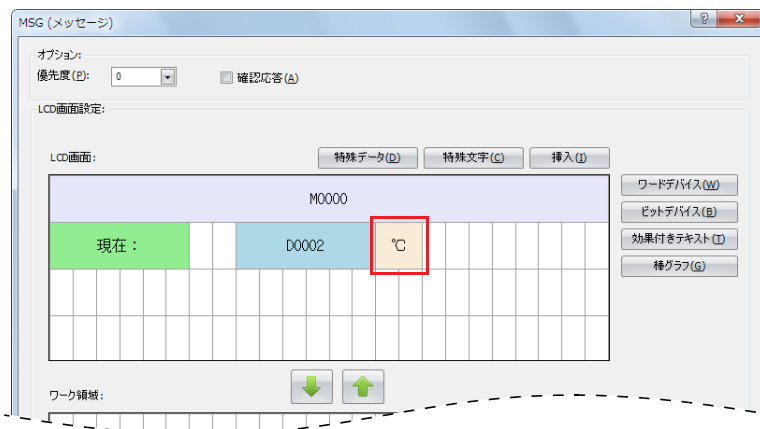 MSG (メッセージ)
オプション:
優先度(P): 0 確認応答(A)
LCD画面設定:
LCD画面: 特殊データ(D) 特殊文字(C) 挿入(I)
M0000
現在： D0002 ℃
ワードデバイス(W)
ビットデバイス(B)
効果付きテキスト(T)
棒グラフ(G)
ワーク領域: